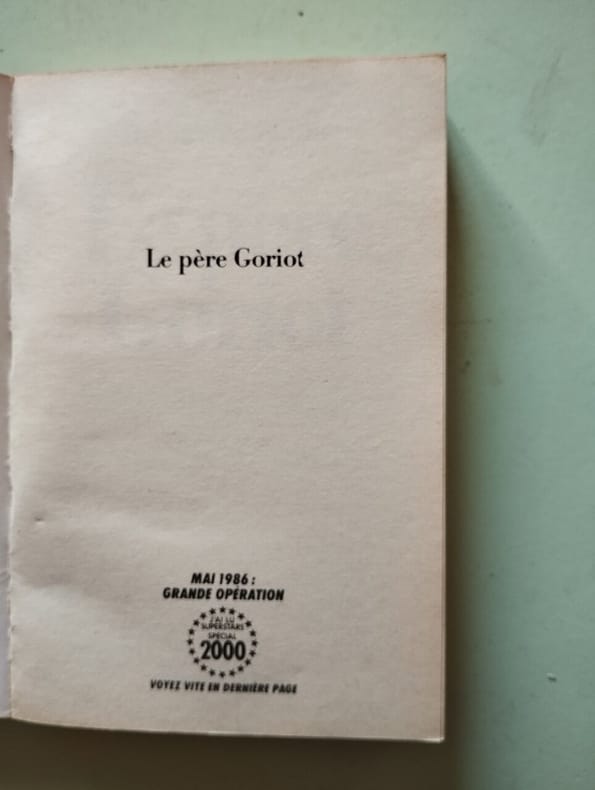 Le père Goriot
MAI 1986 :
GRANDE OPÉRATION
J'AI LU
SUPERSTARS
SPÉCIAL
2000
VOYEZ VITE EN DERNIÈRE PAGE